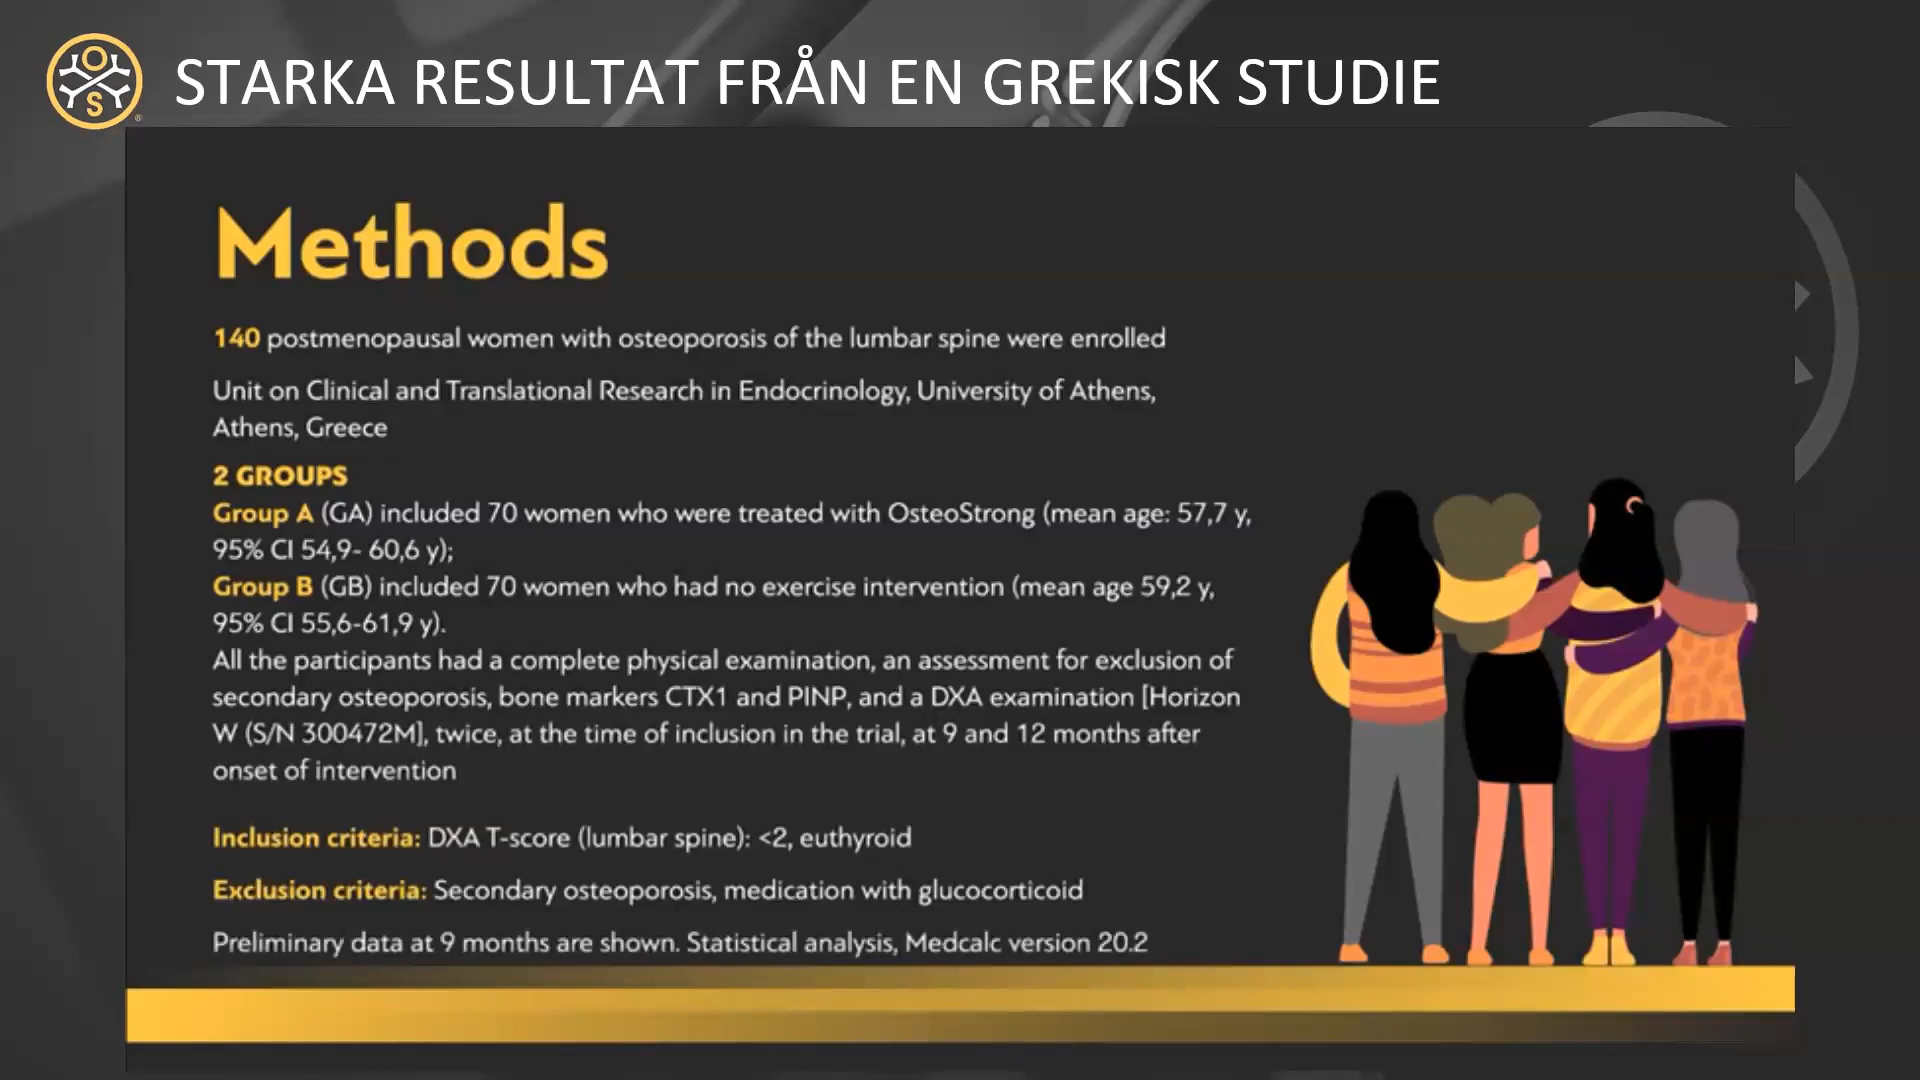 O
S
®
STARKA RESULTAT FRÅN EN GREKISK STUDIE
Methods
140 postmenopausal women with osteoporosis of the lumbar spine were enrolled
Unit on Clinical and Translational Research in Endocrinology, University of Athens,
Athens, Greece
2 GROUPS
Group A (GA) included 70 women who were treated with OsteoStrong (mean age: 57,7 y,
95% CI 54,9- 60,6 y);
Group B (GB) included 70 women who had no exercise intervention (mean age 59,2 y,
95% CI 55,6-61,9 y).
All the participants had a complete physical examination, an assessment for exclusion of
secondary osteoporosis, bone markers CTX1 and PINP, and a DXA examination [Horizon
W (S/N 300472M], twice, at the time of inclusion in the trial, at 9 and 12 months after
onset of intervention
Inclusion criteria: DXA T-score (lumbar spine): <2, euthyroid
Exclusion criteria: Secondary osteoporosis, medication with glucocorticoid
Preliminary data at 9 months are shown. Statistical analysis, Medcalc version 20.2